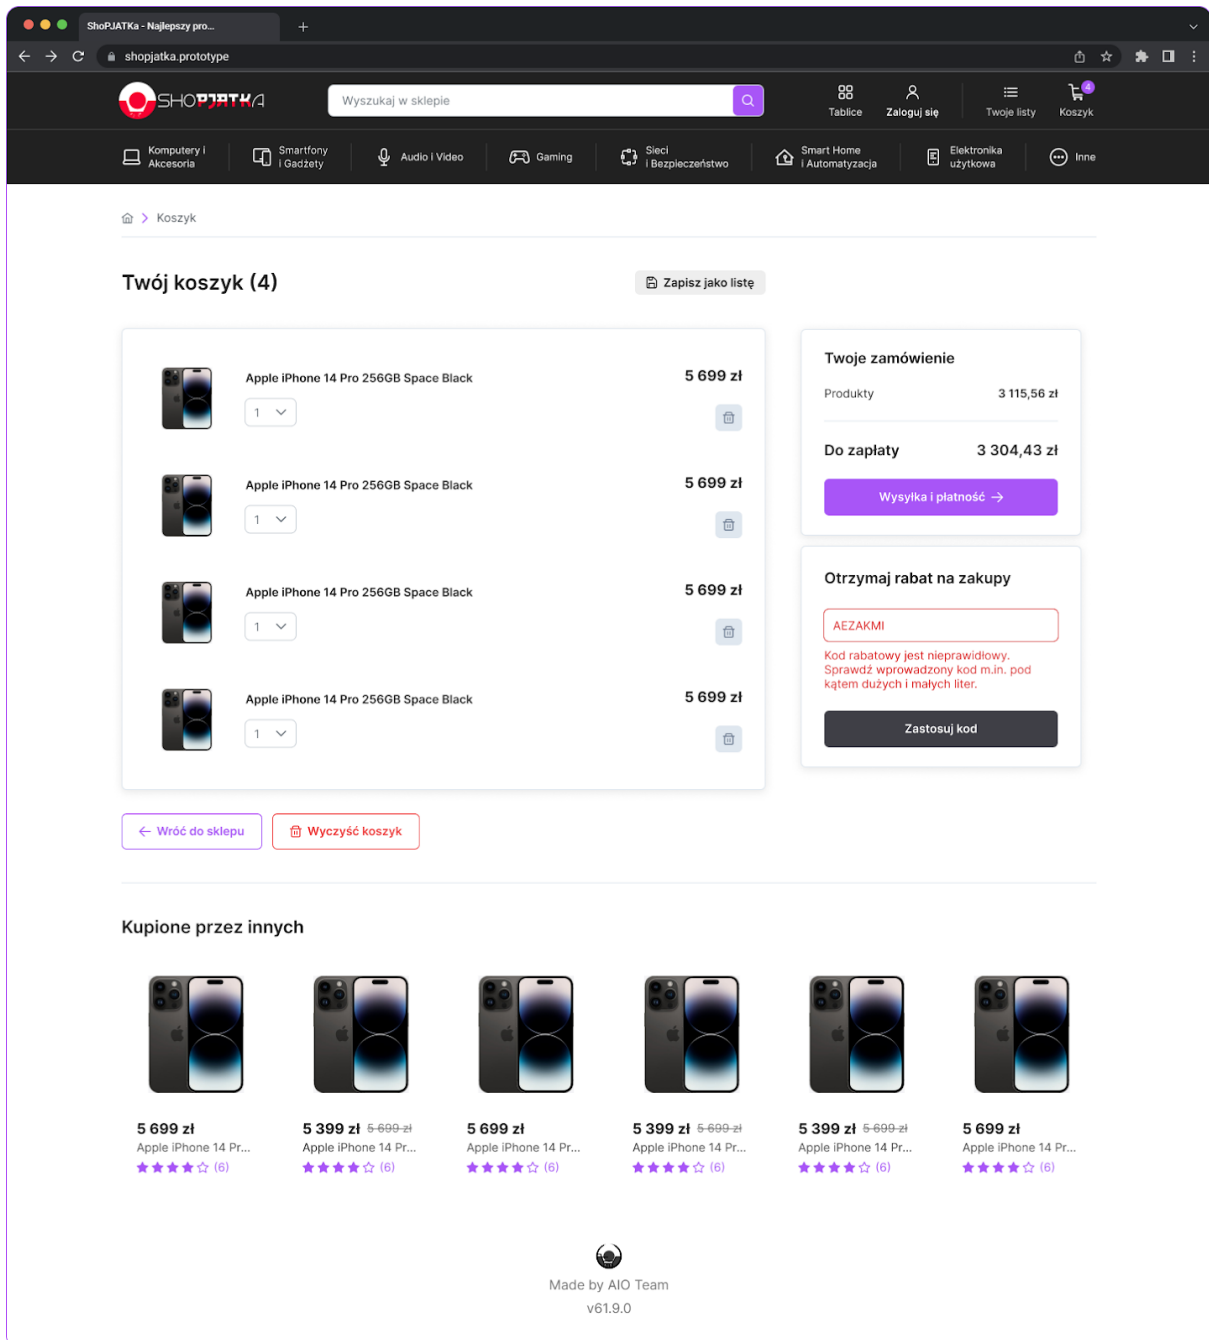 ShoPJATKa - Najlepszy pro...
shopjatka.prototype
SHOPJATKA
Wyszukaj w sklepie
Tablice
Zaloguj się
Twoje listy
4
Koszyk
Komputery i
Akcesoria
Smartfony
i Gadżety
Audio i Video
Gaming
Sieci
i Bezpieczeństwo
Smart Home
i Automatyzacja
Elektronika
użytkowa
Inne
Koszyk
Twój koszyk (4)
Zapisz jako listę
Apple iPhone 14 Pro 256GB Space Black
5 699 zł
1
Apple iPhone 14 Pro 256GB Space Black
5 699 zł
1
Apple iPhone 14 Pro 256GB Space Black
5 699 zł
1
Apple iPhone 14 Pro 256GB Space Black
5 699 zł
1
Twoje zamówienie
Produkty 3 115,56 zł
Do zapłaty 3 304,43 zł
Wysyłka i płatność
Otrzymaj rabat na zakupy
AEZAKMI
Kod rabatowy jest nieprawidłowy.
Sprawdź wprowadzony kod m.in. pod
kątem dużych i małych liter.
Zastosuj kod
Wróć do sklepu
Wyczyść koszyk
Kupione przez innych
5 699 zł
Apple iPhone 14 Pr...
(6)
5 399 zł 5 699 zł
Apple iPhone 14 Pr...
(6)
5 699 zł
Apple iPhone 14 Pr...
(6)
5 399 zł 5 699 zł
Apple iPhone 14 Pr...
(6)
5 399 zł 5 699 zł
Apple iPhone 14 Pr...
(6)
5 699 zł
Apple iPhone 14 Pr...
(6)
Made by AIO Team
v61.9.0